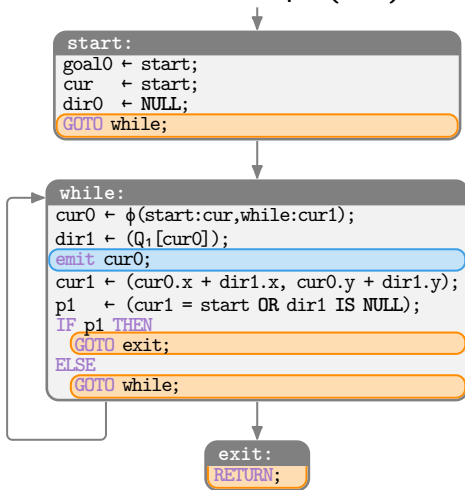 start:
goal0 ← start;
cur ← start;
dir0 ← NULL;
GOTO while;
while:
cur0 ← ϕ(start:cur,while:cur1);
dir1 ← (Q₁[cur0]);
emit cur0;
cur1 ← (cur0.x + dir1.x, cur0.y + dir1.y);
p1 ← (cur1 = start OR dir1 IS NULL);
IF p1 THEN
GOTO exit;
ELSE
GOTO while;
exit:
RETURN;